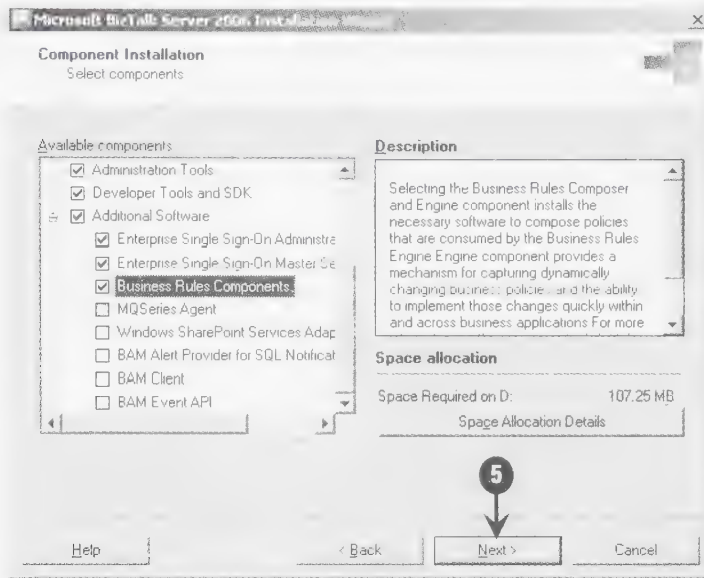 Microsoft BizTalk Server 2006 Instal
Component Installation
Select components
Available components
Administration Tools
Developer Tools and SDK
Additional Software
Enterprise Single Sign-On Administra
Enterprise Single Sign-On Master Se
Business Rules Components
MQSeries Agent
Windows SharePoint Services Adap
BAM Alert Provider for SQL Notificat
BAM Client
BAM Event API
Description
Selecting the Business Rules Composer
and Engine component installs the
necessary software to compose policies
that are consumed by the Business Rules
Engine Engine component provides a
mechanism for capturing dynamically
changing business policies and the ability
to implement those changes quickly within
and across business applications For more
Space allocation
Space Required on D: 107.25 MB
Space Allocation Details
5
Help
< Back
Next >
Cancel